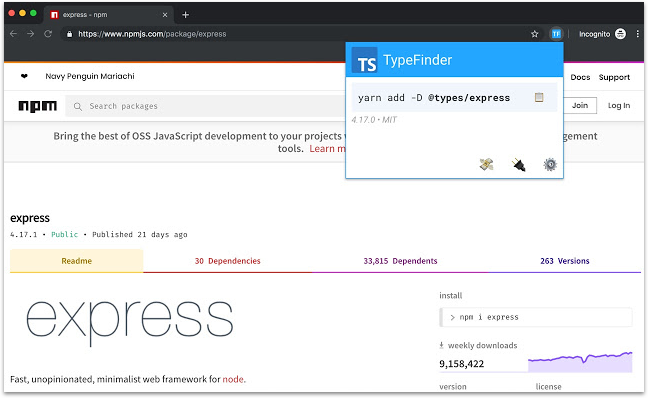 express - npm
https://www.npmjs.com/package/express
TF
Incognito
TS TypeFinder
yarn add -D @types/express
4.17.0 • MIT
❤ Navy Penguin Mariachi
Docs Support
npm
Search packages
Join
Log In
Bring the best of OSS JavaScript development to your projects w
gement
tools. Learn m
express
4.17.1 • Public • Published 21 days ago
Readme
30 Dependencies
33,815 Dependents
263 Versions
express
install
> npm i express
weekly downloads
9,158,422
Fast, unopinionated, minimalist web framework for node.
version
license